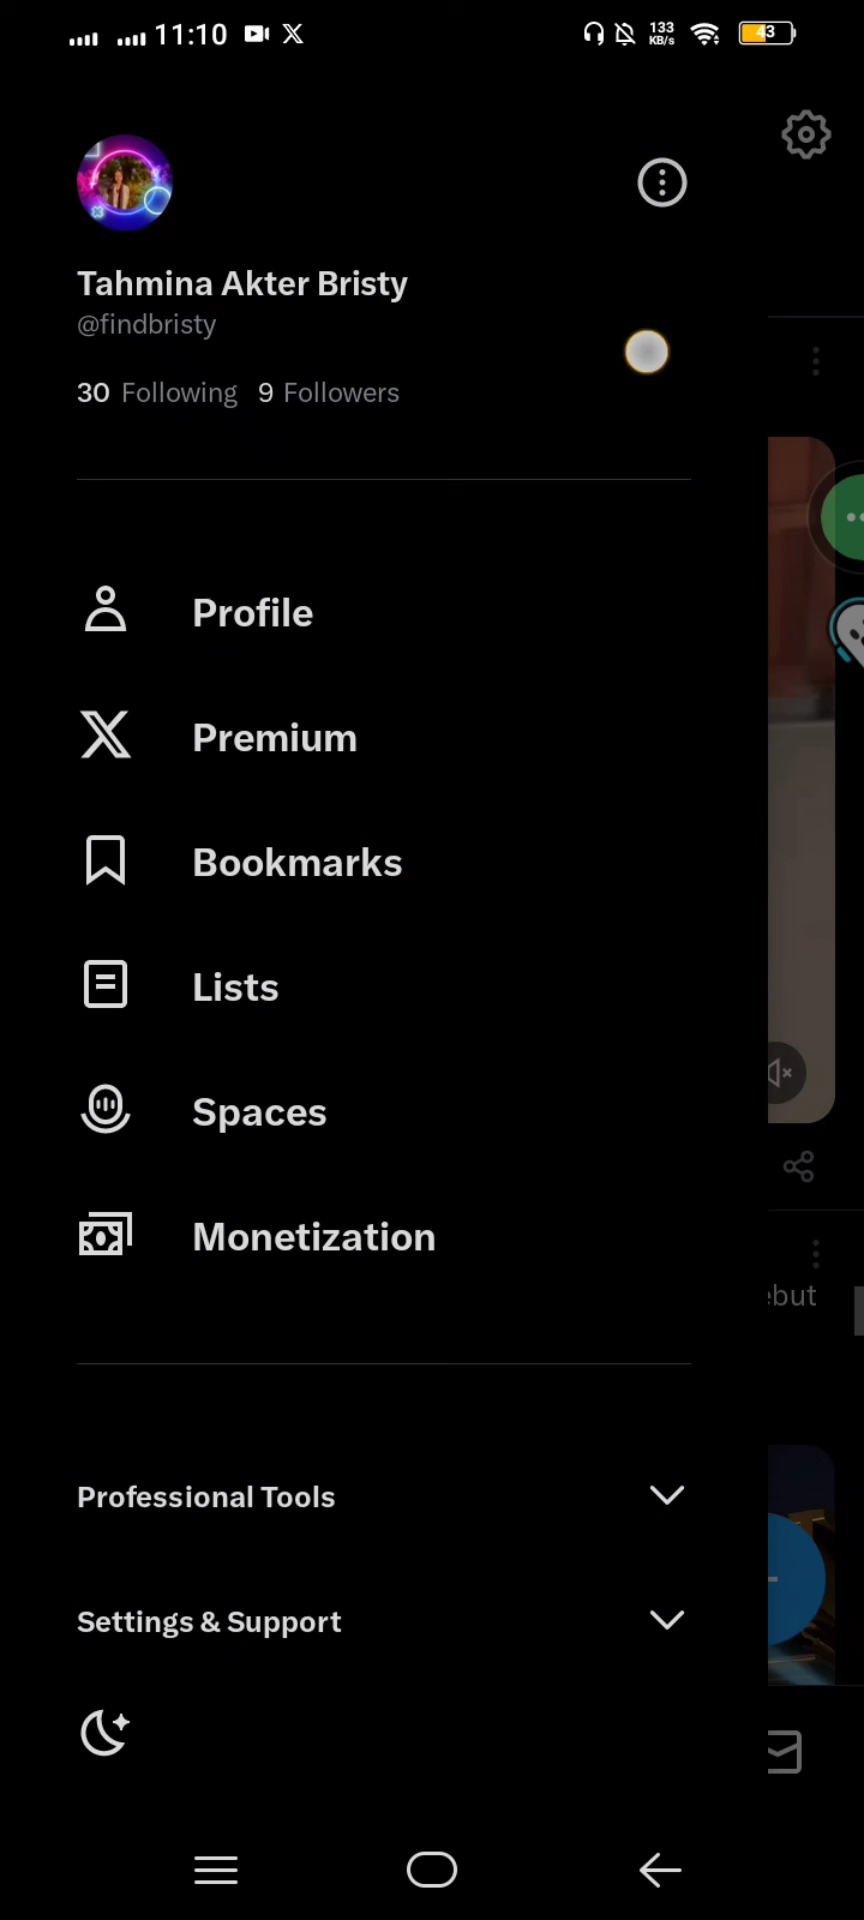 11:10
133
KB/s
43
Tahmina Akter Bristy
@findbristy
30 Following 9 Followers
Profile
Premium
Bookmarks
Lists
Spaces
Monetization
ebut
Professional Tools
Settings & Support